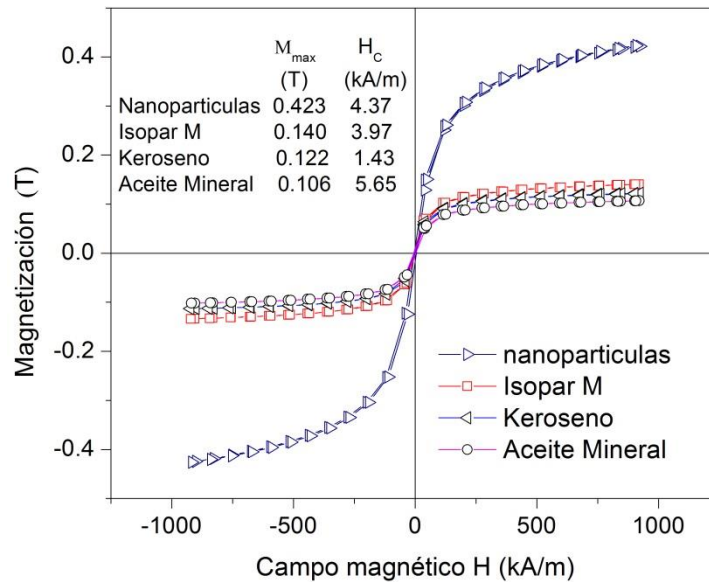 M_max H_C
(T) (kA/m)
Nanoparticulas 0.423 4.37
Isopar M 0.140 3.97
Keroseno 0.122 1.43
Aceite Mineral 0.106 5.65
0.4
0.2
0.0
-0.2
-0.4
Magnetización (T)
nanoparticulas
Isopar M
Keroseno
Aceite Mineral
-1000 -500 0 500 1000
Campo magnético H (kA/m)